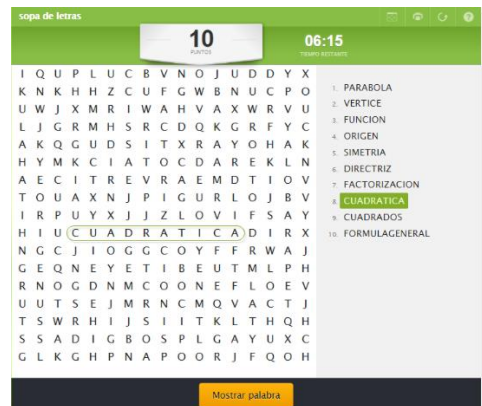 sopa de letras
10
PUNTOS
06:15
TIEMPO RESTANTE
I Q U P L U C B V N O J U D D Y X
K N K H H Z C U F G W B N U C P O
U W J X M R I W A H V A X W R V U
L J G R M H S R C D Q K G R F Y C
A K Q G U D S I T X R A Y O H A K
H Y M K C I A T O C D A R E K L N
A E C I T R E V R A E M D T I O V
T O U A X N J P I G U R L O J B V
I R P U Y X J J Z L O V I F S A Y
H I U C U A D R A T I C A D I R X
N G C J I O G G C O Y F F R W A J
G E Q N E Y E T I B E U T M L P H
R N O G D N M C O O N E F L O E V
U U T S E J M R N C M Q V A C T J
T S W R H I J S I I T K L T H Q H
S S A D I G B O S P L G A Y U X C
G L K G H P N A P O O R J F Q O H
1. PARABOLA
2. VERTICE
3. FUNCION
4. ORIGEN
5. SIMETRIA
6. DIRECTRIZ
7. FACTORIZACION
8. CUADRATICA
9. CUADRADOS
10. FORMULAGENERAL
Mostrar palabra